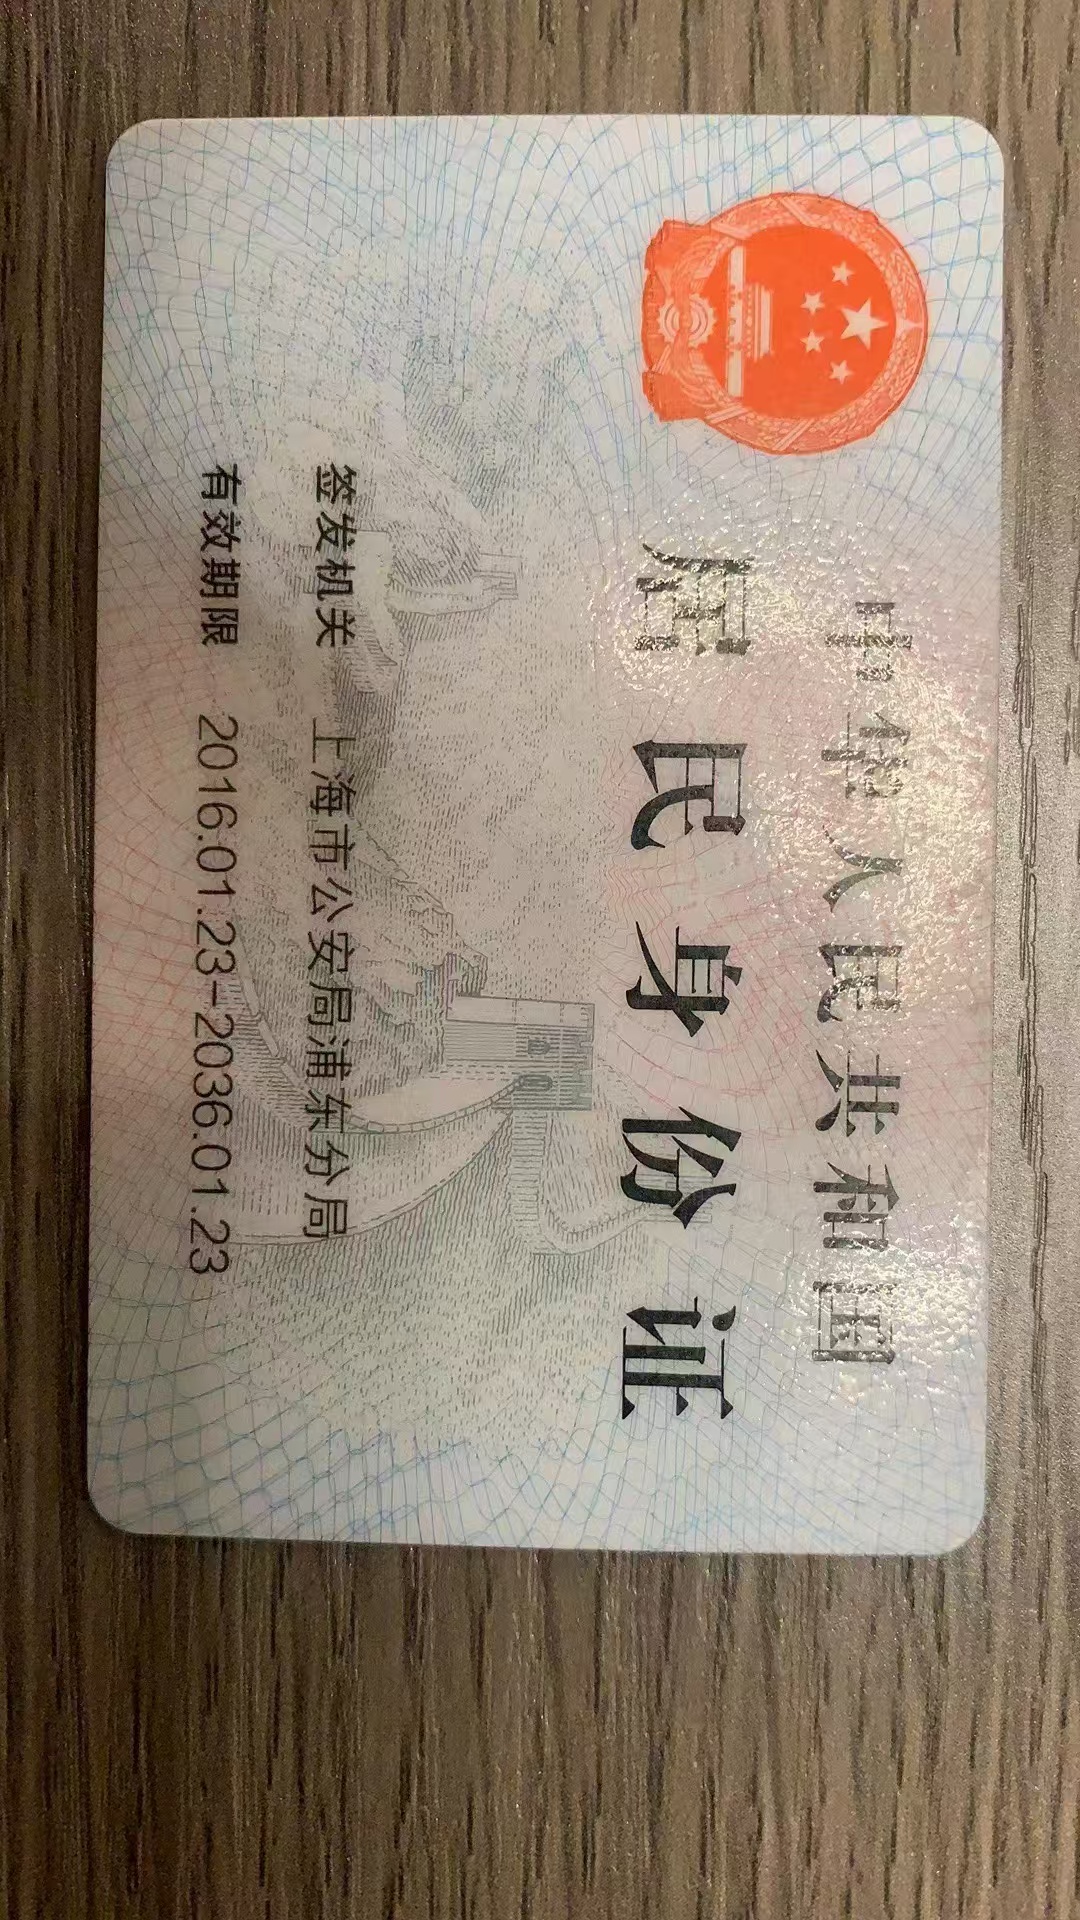 中华人民共和国
居民身份证
签发机关 上海市公安局浦东分局
有效期限 2016.01.23-2036.01.23